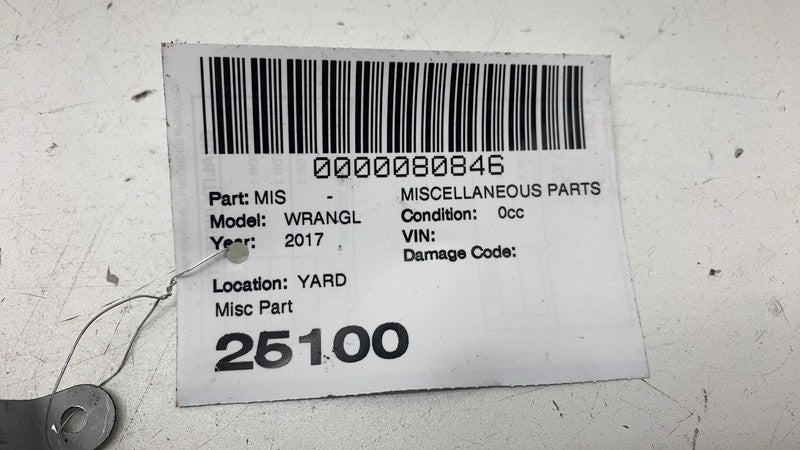 0000080846
Part: MIS - MISCELLANEOUS PARTS
Model: WRANGL Condition: 0cc
Year: 2017 VIN:
Damage Code:
Location: YARD
Misc Part
25100